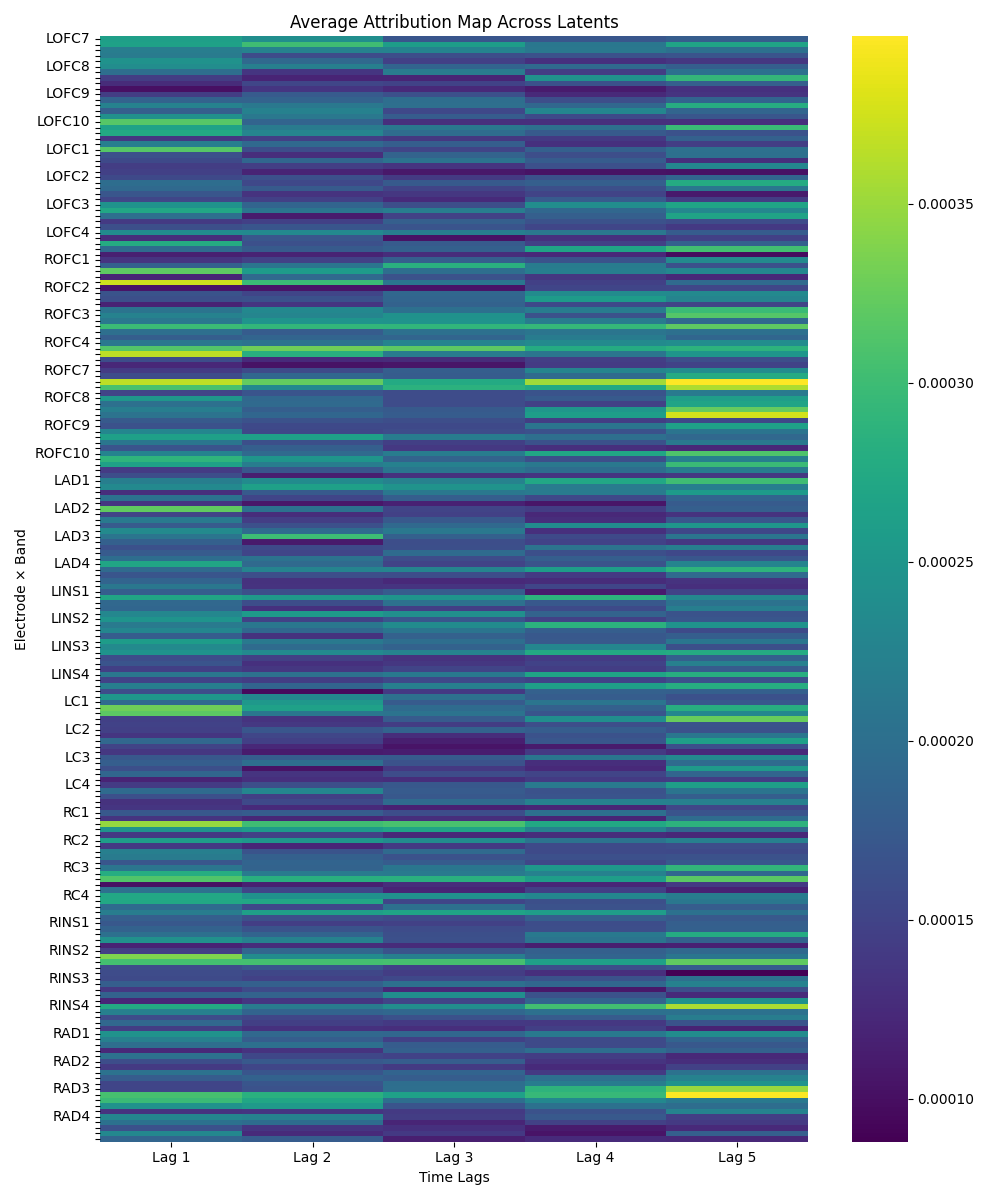 Average Attribution Map Across Latents
LOFC7
LOFC8
LOFC9
LOFC10
LOFC1
LOFC2
LOFC3
LOFC4
ROFC1
ROFC2
ROFC3
ROFC4
ROFC7
ROFC8
ROFC9
ROFC10
LAD1
LAD2
LAD3
LAD4
LINS1
LINS2
LINS3
LINS4
LC1
LC2
LC3
LC4
RC1
RC2
RC3
RC4
RINS1
RINS2
RINS3
RINS4
RAD1
RAD2
RAD3
RAD4
Electrode × Band
Lag 1 Lag 2 Lag 3 Lag 4 Lag 5
Time Lags
0.00035
0.00030
0.00025
0.00020
0.00015
0.00010